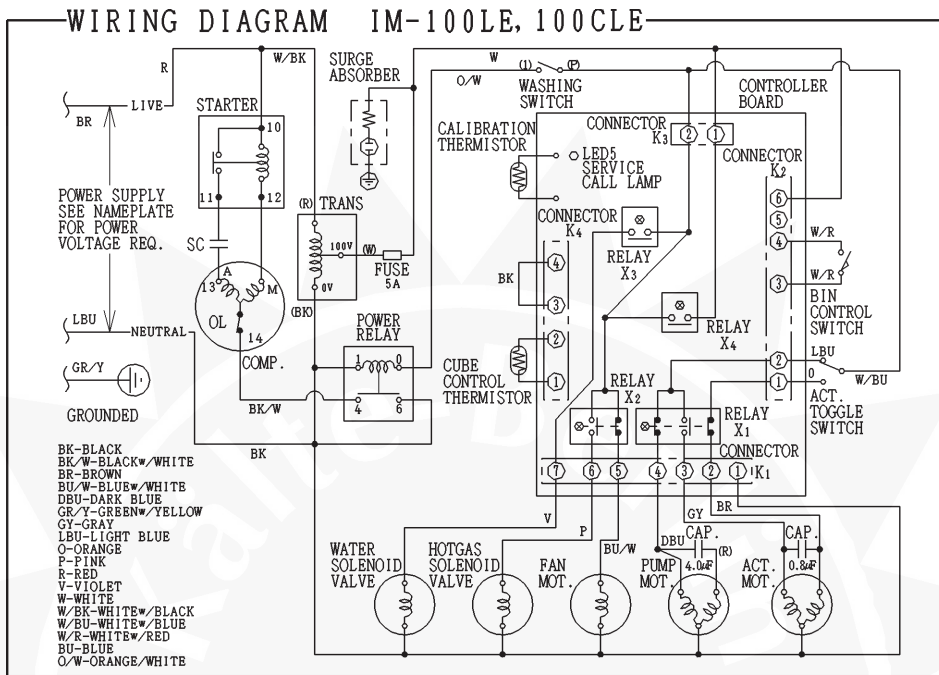 WIRING DIAGRAM IM-100LE, 100CLE
R
W/BK
SURGE
ABSORBER
W
O/W
(1)
(P)
WASHING
SWITCH
CONTROLLER
BOARD
LIVE
BR
STARTER
10
11
12
POWER SUPPLY
SEE NAMEPLATE
FOR POWER
VOLTAGE REQ.
CALIBRATION
THERMISTOR
LED5
SERVICE
CALL LAMP
CONNECTOR
K3
2
1
CONNECTOR
K2
6
5
4
3
2
1
W/R
W/R
BIN
CONTROL
SWITCH
LBU
O
W/BU
ACT.
TOGGLE
SWITCH
(R)
TRANS
100V
(W)
FUSE
5A
0V
(BK)
SC
A
13
M
OL
14
COMP.
CONNECTOR
K4
4
3
2
1
BK
RELAY
X3
RELAY
X4
LBU
NEUTRAL
GR/Y
GROUNDED
POWER
RELAY
1
0
4
6
BK/W
BK
CUBE
CONTROL
THERMISTOR
RELAY
X2
RELAY
X1
CONNECTOR
K1
7
6
5
4
3
2
1
V
P
BU/W
DBU
GY
BR
CAP.
(R)
4.0μF
CAP.
0.8μF
WATER
SOLENOID
VALVE
HOTGAS
SOLENOID
VALVE
FAN
MOT.
PUMP
MOT.
ACT.
MOT.
BK-BLACK
BK/W-BLACKw/WHITE
BR-BROWN
BU/W-BLUEw/WHITE
DBU-DARK BLUE
GR/Y-GREENw/YELLOW
GY-GRAY
LBU-LIGHT BLUE
O-ORANGE
P-PINK
R-RED
V-VIOLET
W-WHITE
W/BK-WHITEw/BLACK
W/BU-WHITEw/BLUE
W/R-WHITEw/RED
BU-BLUE
O/W-ORANGE/WHITE